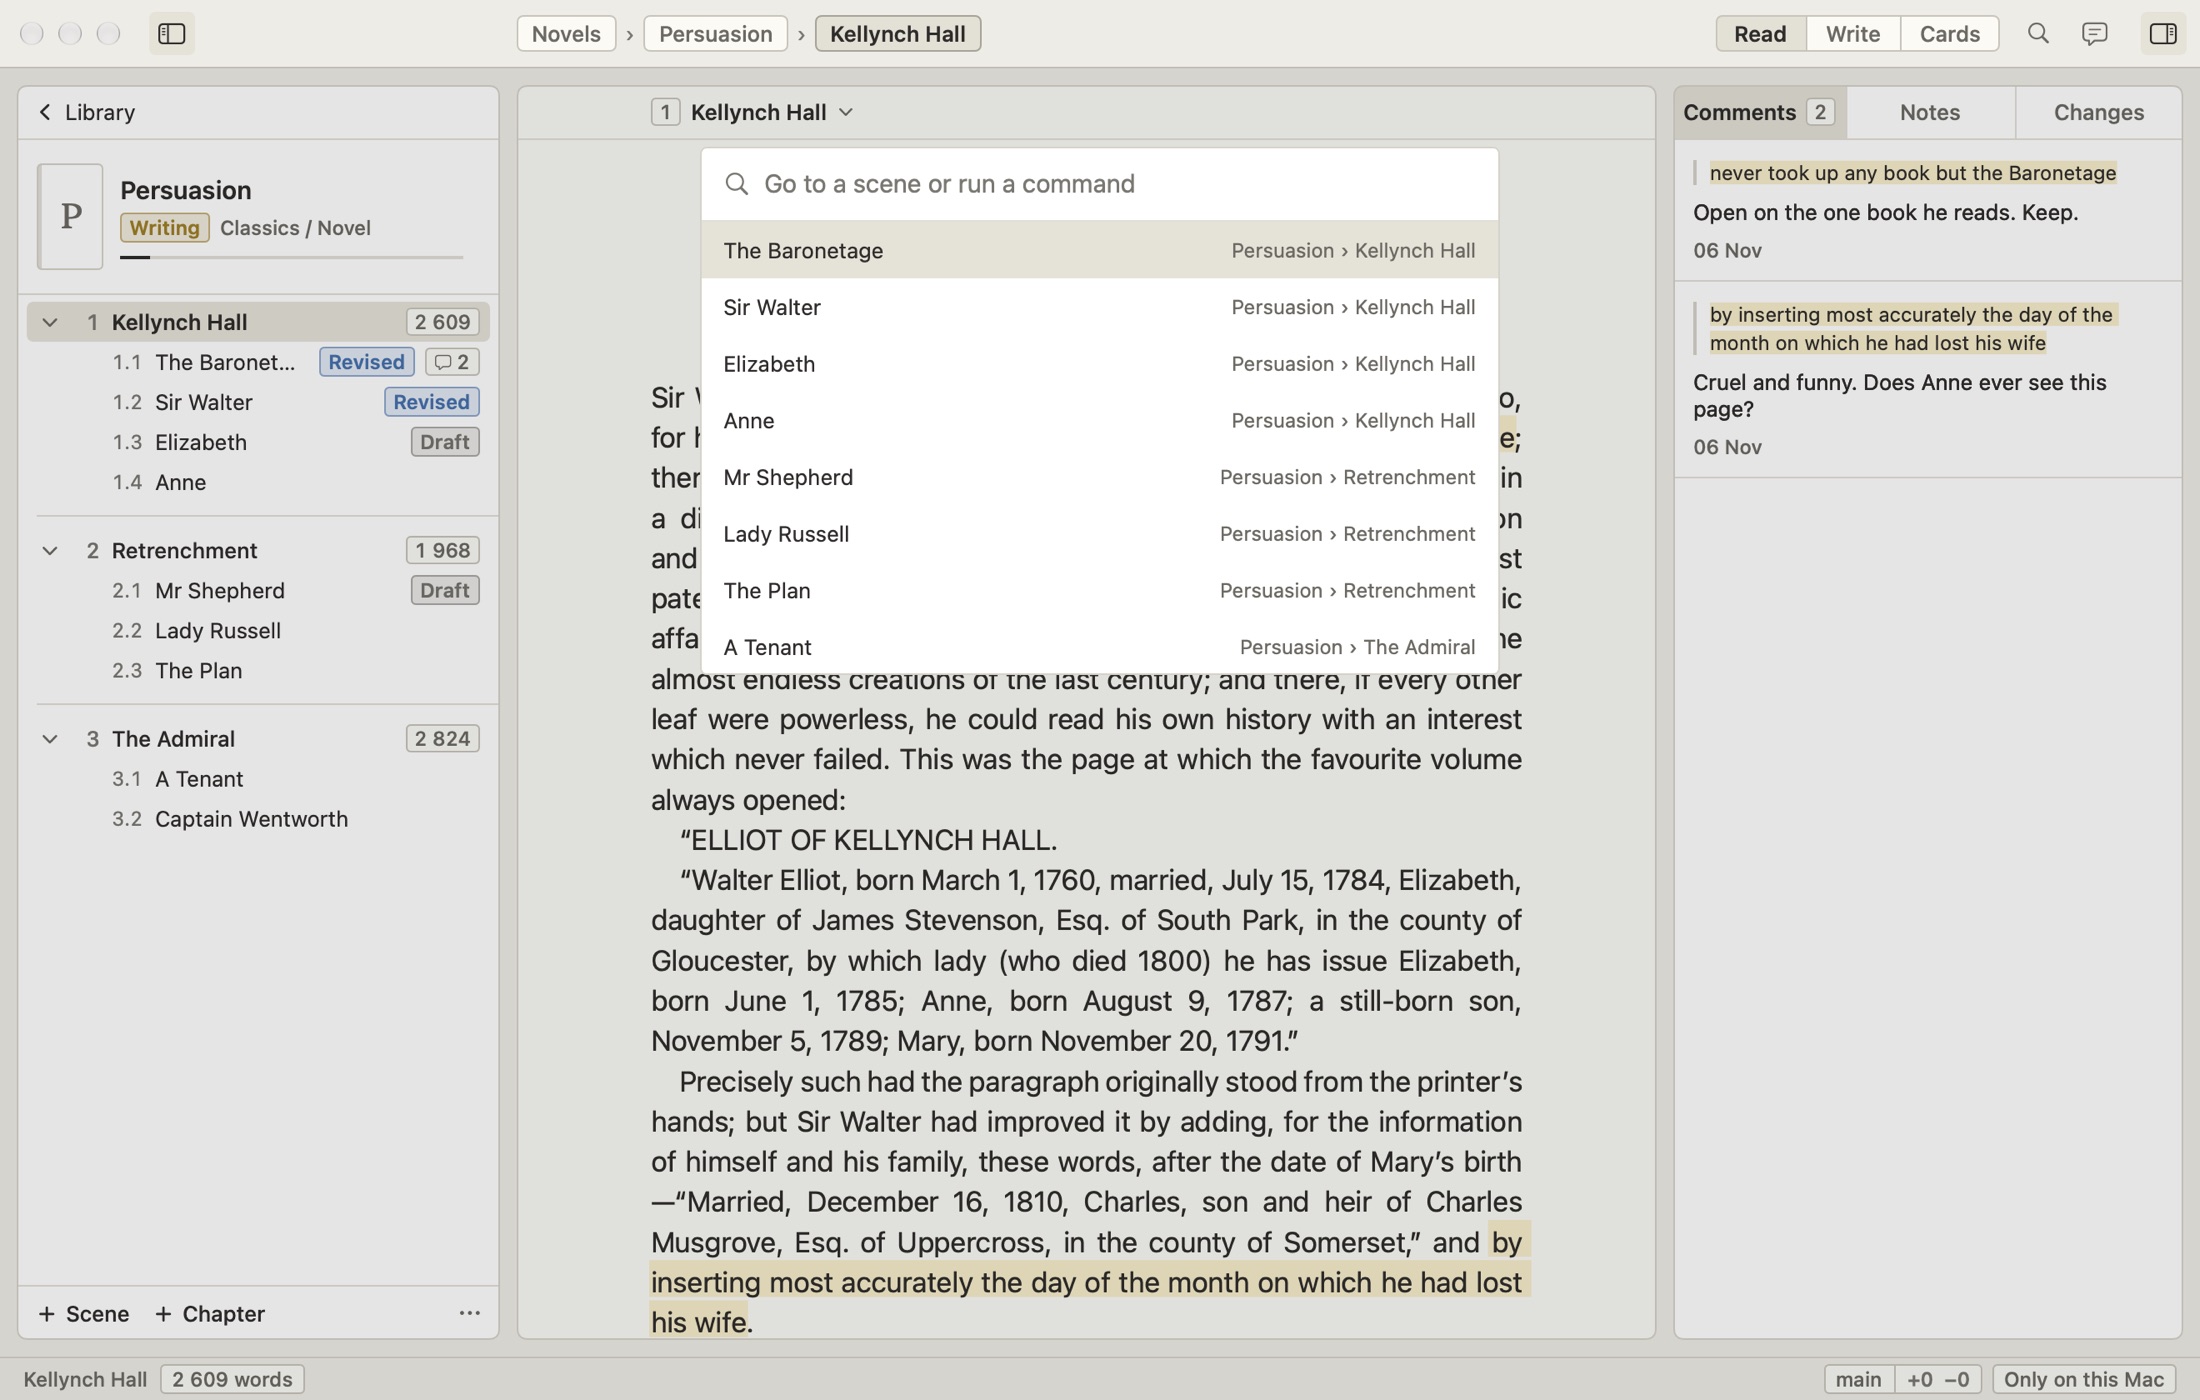 Novels › Persuasion › Kellynch Hall
Read Write Cards
Library
P
Persuasion
Writing Classics / Novel
1 Kellynch Hall 2 609
1.1 The Baronet... Revised 2
1.2 Sir Walter Revised
1.3 Elizabeth Draft
1.4 Anne
2 Retrenchment 1 968
2.1 Mr Shepherd Draft
2.2 Lady Russell
2.3 The Plan
3 The Admiral 2 824
3.1 A Tenant
3.2 Captain Wentworth
+ Scene + Chapter ...
1 Kellynch Hall
Go to a scene or run a command
The Baronetage Persuasion › Kellynch Hall
Sir Walter Persuasion › Kellynch Hall
Elizabeth Persuasion › Kellynch Hall
Anne Persuasion › Kellynch Hall
Mr Shepherd Persuasion › Retrenchment
Lady Russell Persuasion › Retrenchment
The Plan Persuasion › Retrenchment
A Tenant Persuasion › The Admiral
Sir
for
a
and
almost endless creations of the last century; and there, if every other
leaf were powerless, he could read his own history with an interest
which never failed. This was the page at which the favourite volume
always opened:
“ELLIOT OF KELLYNCH HALL.
“Walter Elliot, born March 1, 1760, married, July 15, 1784, Elizabeth,
daughter of James Stevenson, Esq. of South Park, in the county of
Gloucester, by which lady (who died 1800) he has issue Elizabeth,
born June 1, 1785; Anne, born August 9, 1787; a still-born son,
November 5, 1789; Mary, born November 20, 1791.”
Precisely such had the paragraph originally stood from the printer’s
hands; but Sir Walter had improved it by adding, for the information
of himself and his family, these words, after the date of Mary’s birth
—“Married, December 16, 1810, Charles, son and heir of Charles
Musgrove, Esq. of Uppercross, in the county of Somerset,” and by
inserting most accurately the day of the month on which he had lost
his wife.
Comments 2 Notes Changes
never took up any book but the Baronetage
Open on the one book he reads. Keep.
06 Nov
by inserting most accurately the day of the
month on which he had lost his wife
Cruel and funny. Does Anne ever see this
page?
06 Nov
Kellynch Hall 2 609 words
main +0 −0 Only on this Mac